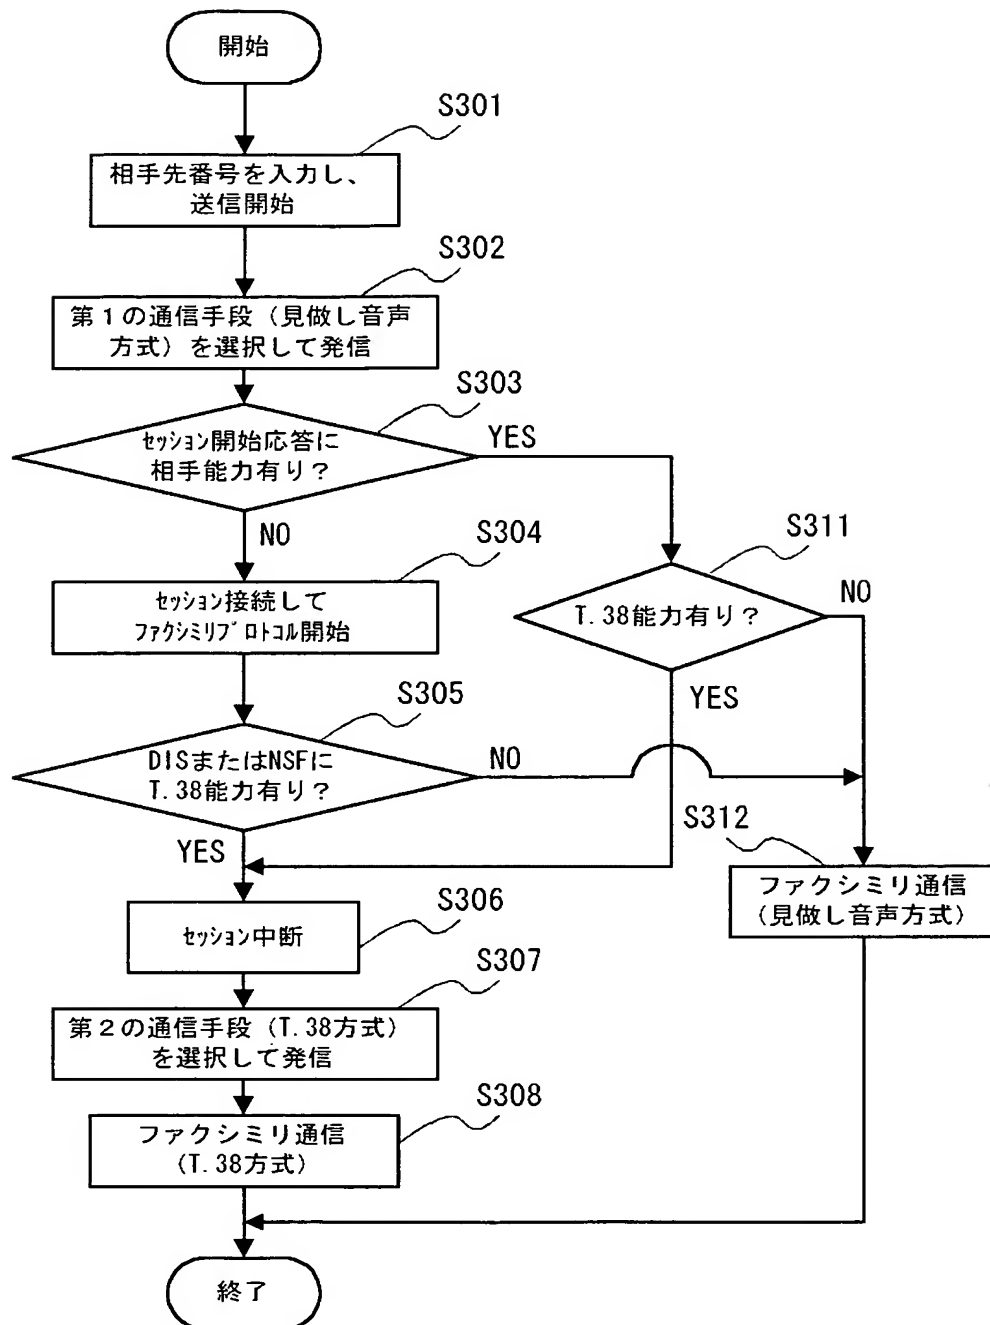 開始
S301
相手先番号を入力し、
送信開始
S302
第1の通信手段（見做し音声
方式）を選択して発信
S303
ｾｯｼｮﾝ開始応答に
相手能力有り？
YES
NO
S304
ｾｯｼｮﾝ接続して
ﾌｧｸｼﾐﾘﾌﾟﾛﾄｺﾙ開始
S311
T.38能力有り？
NO
YES
S305
DISまたはNSFに
T.38能力有り？
NO
YES
S312
ファクシミリ通信
(見做し音声方式)
S306
ｾｯｼｮﾝ中断
S307
第2の通信手段（T.38方式）
を選択して発信
S308
ファクシミリ通信
(T.38方式)
終了